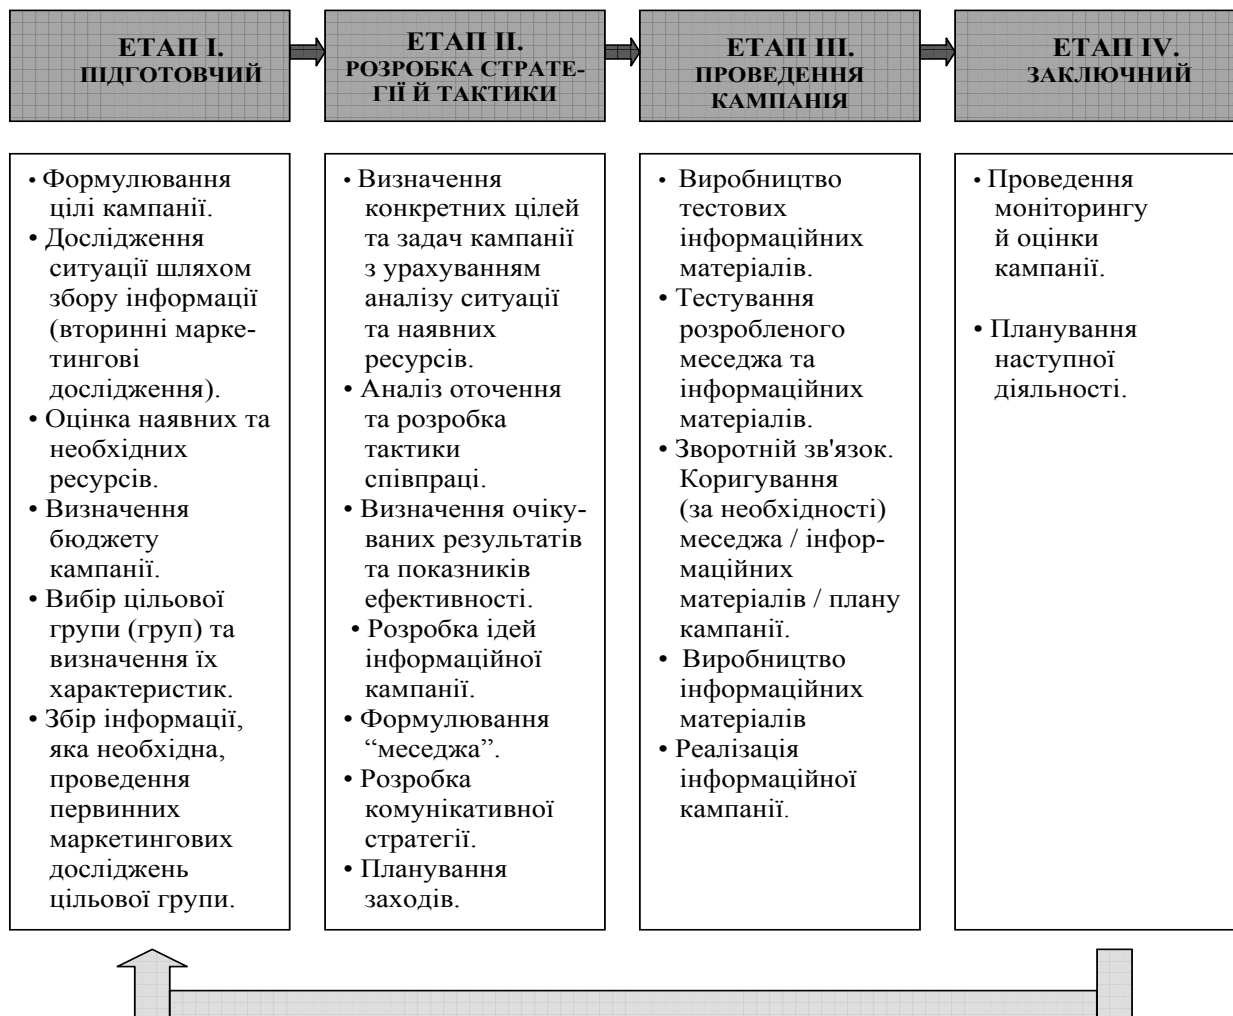 ЕТАП I.
ПІДГОТОВЧИЙ
ЕТАП II.
РОЗРОБКА СТРАТЕ-
ГІЇ Й ТАКТИКИ
ЕТАП III.
ПРОВЕДЕННЯ
КАМПАНІЯ
ЕТАП IV.
ЗАКЛЮЧНИЙ
• Формулювання
цілі кампанії.
• Дослідження
ситуації шляхом
збору інформації
(вторинні марке-
тингові
дослідження).
• Оцінка наявних та
необхідних
ресурсів.
• Визначення
бюджету
кампанії.
• Вибір цільової
групи (груп) та
визначення їх
характеристик.
• Збір інформації,
яка необхідна,
проведення
первинних
маркетингових
досліджень
цільової групи.
• Визначення
конкретних цілей
та задач кампанії
з урахуванням
аналізу ситуації
та наявних
ресурсів.
• Аналіз оточення
та розробка
тактики
співпраці.
• Визначення очіку-
ваних результатів
та показників
ефективності.
• Розробка ідей
інформаційної
кампанії.
• Формулювання
“меседжа”.
• Розробка
комунікативної
стратегії.
• Планування
заходів.
• Виробництво
тестових
інформаційних
матеріалів.
• Тестування
розробленого
меседжа та
інформаційних
матеріалів.
• Зворотній зв'язок.
Коригування
(за необхідності)
меседжа / інфор-
маційних
матеріалів / плану
кампанії.
• Виробництво
інформаційних
матеріалів
• Реалізація
інформаційної
кампанії.
• Проведення
моніторингу
й оцінки
кампанії.
• Планування
наступної
діяльності.